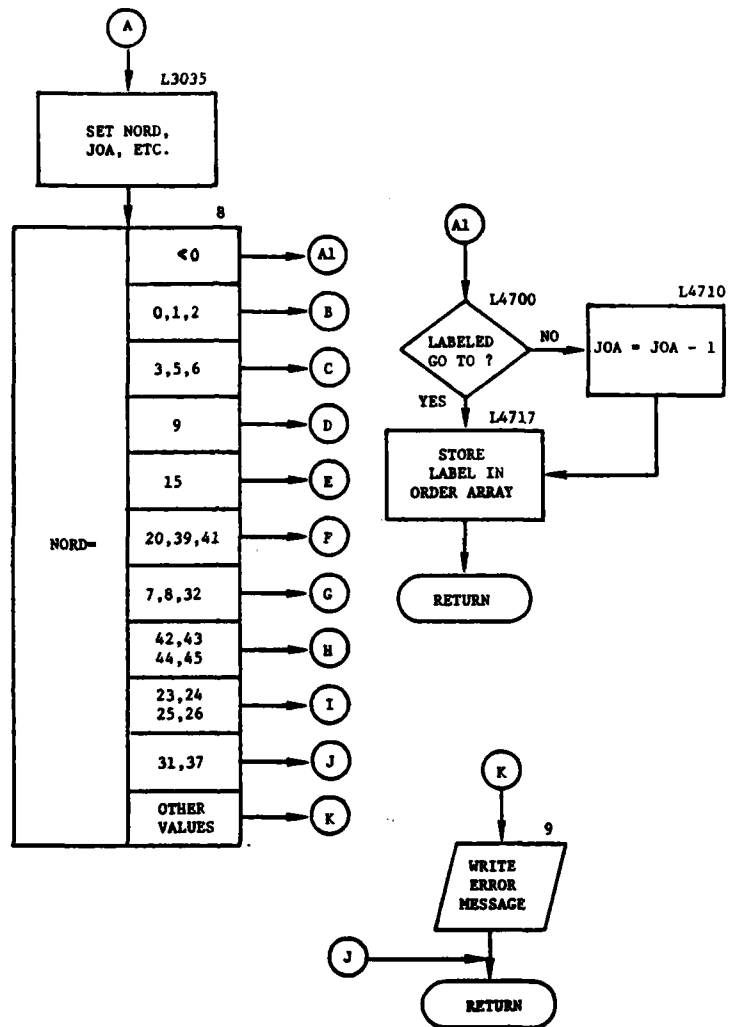 A
L3035
SET NORD,
JOA, ETC.
8
NORD=
<0
A1
0,1,2
B
3,5,6
C
9
D
15
E
20,39,41
F
7,8,32
G
42,43
44,45
H
23,24
25,26
I
31,37
J
OTHER
VALUES
K
A1
L4700
LABELED
GO TO ?
NO
YES
L4710
JOA = JOA - 1
L4717
STORE
LABEL IN
ORDER ARRAY
RETURN
K
9
WRITE
ERROR
MESSAGE
J
RETURN